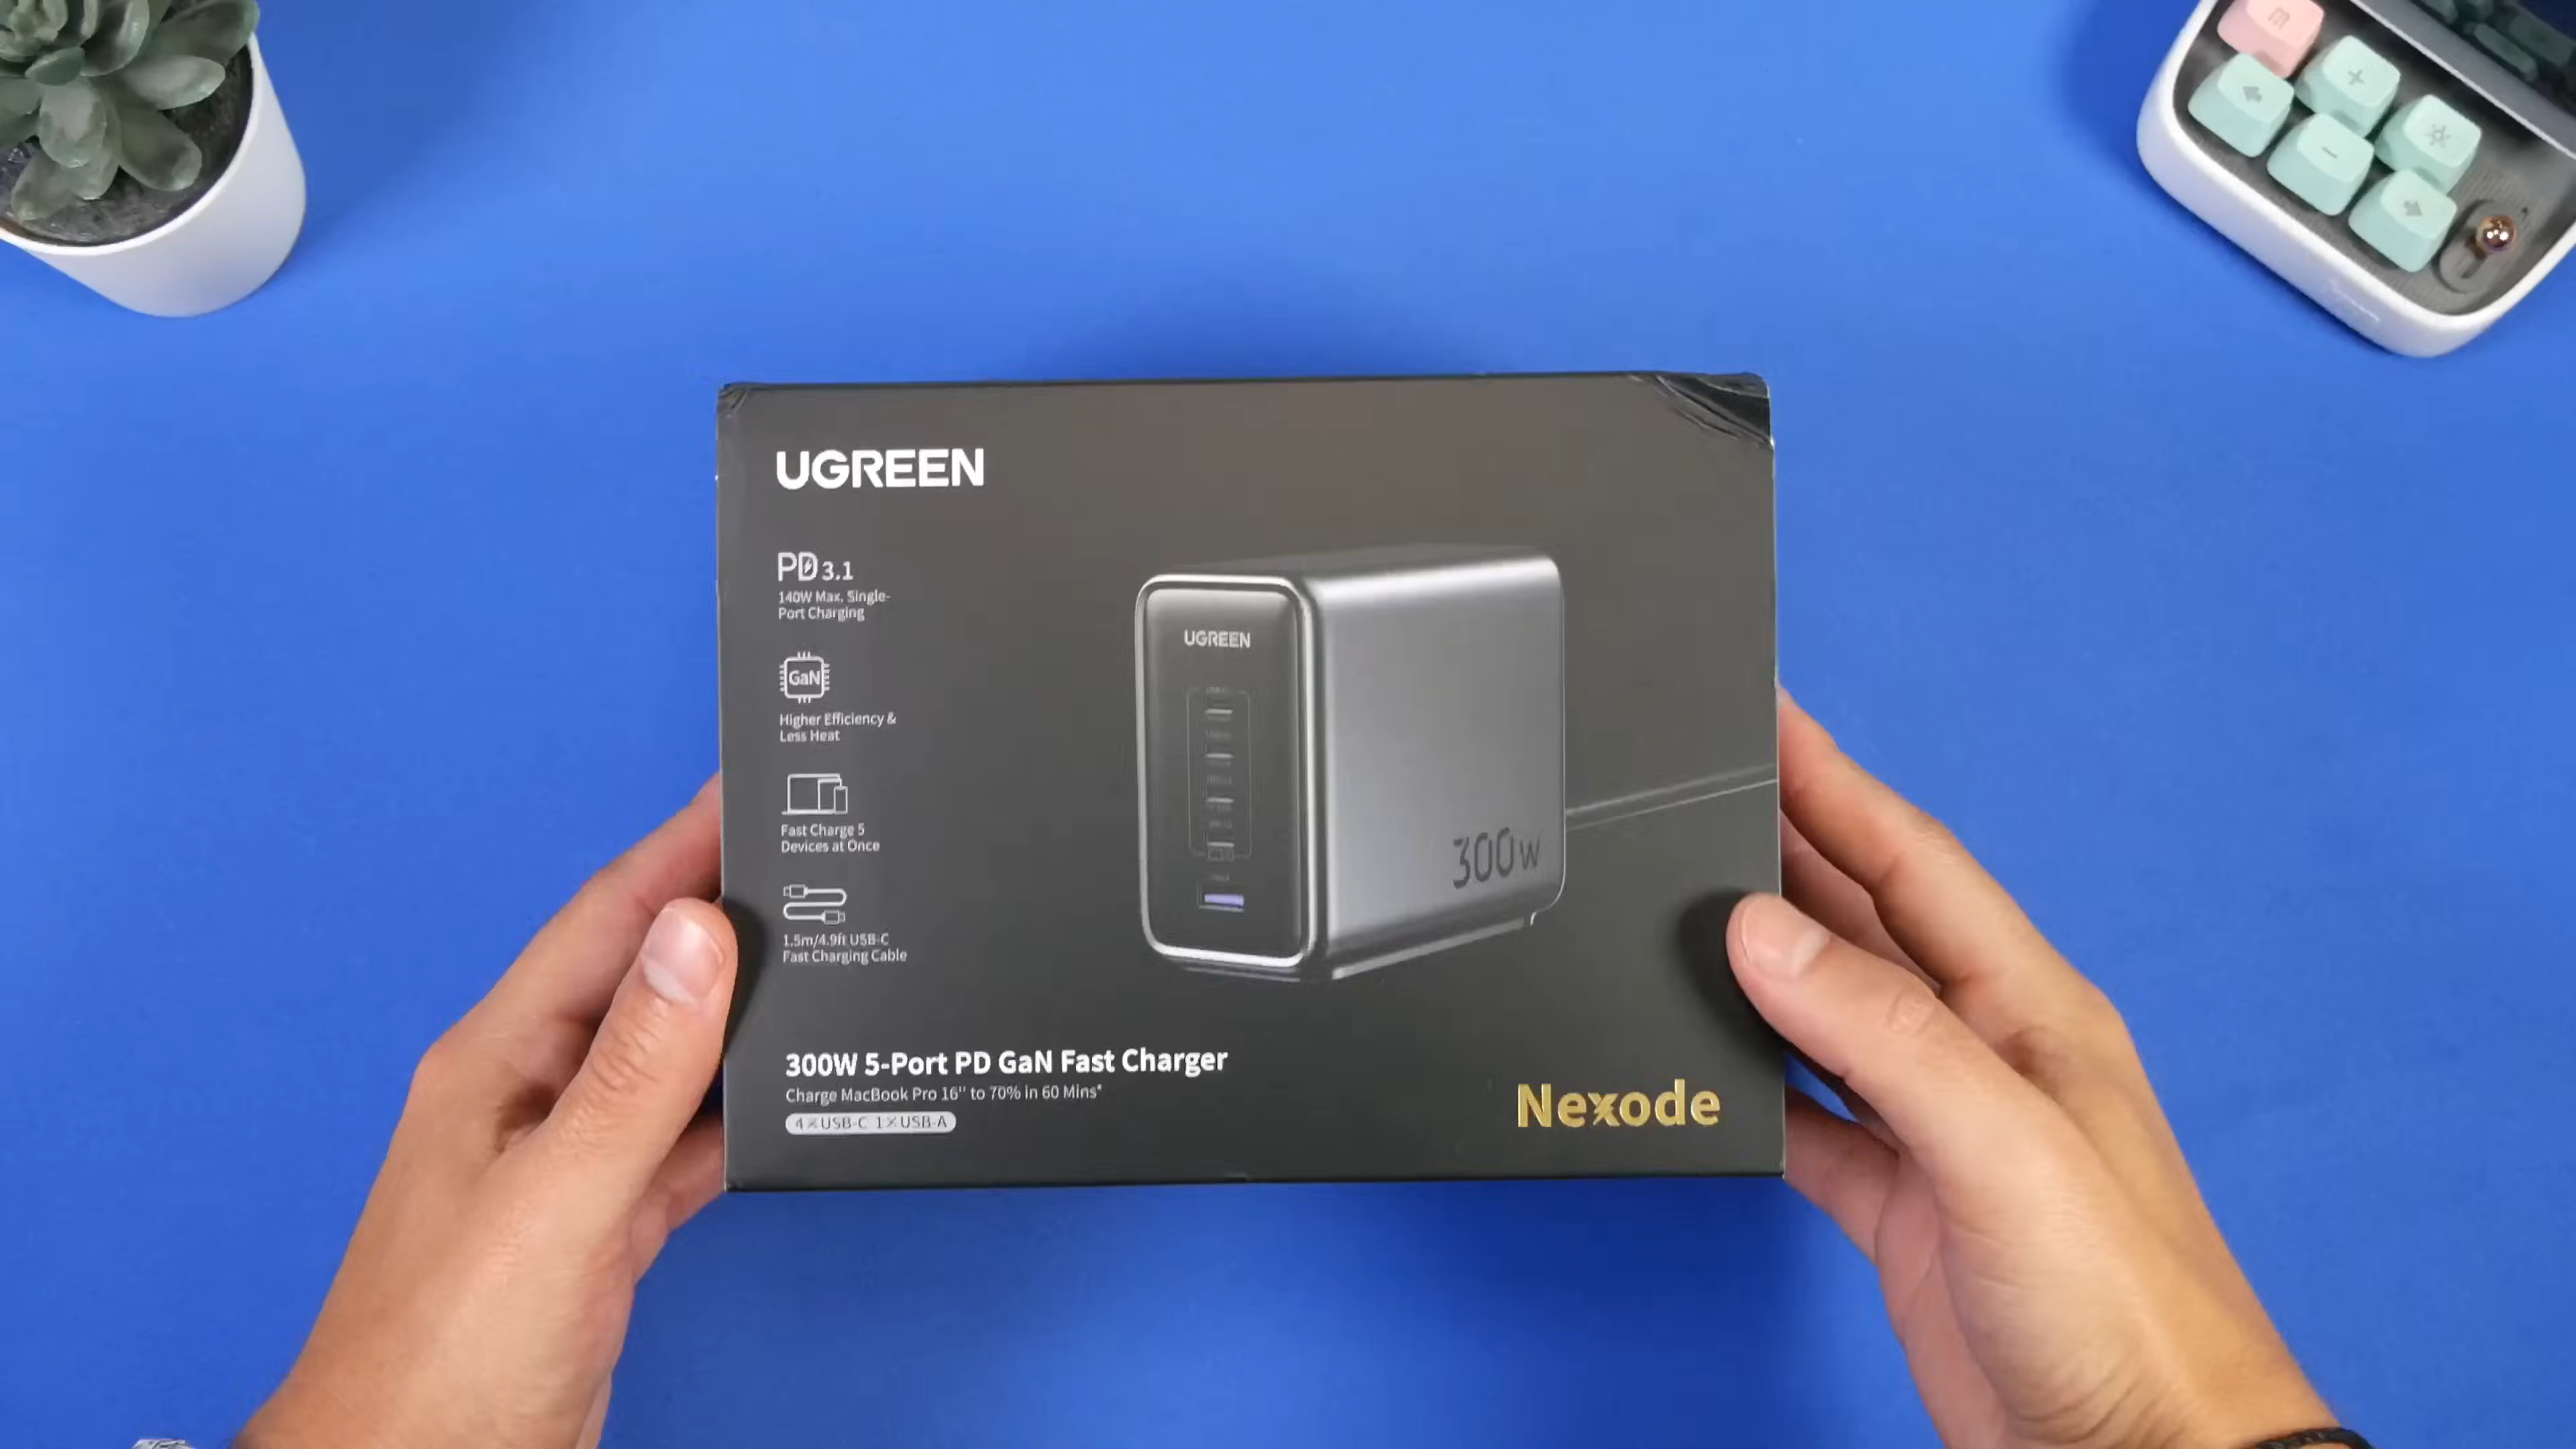 UGREEN
PD 3.1
140W Max. Single-
Port Charging
GaN
Higher Efficiency &
Less Heat
Fast Charge 5
Devices at Once
1.5m/4.9ft USB-C
Fast Charging Cable
UGREEN
300W
300W 5-Port PD GaN Fast Charger
Charge MacBook Pro 16'' to 70% in 60 Mins*
4×USB-C 1×USB-A
Nexode